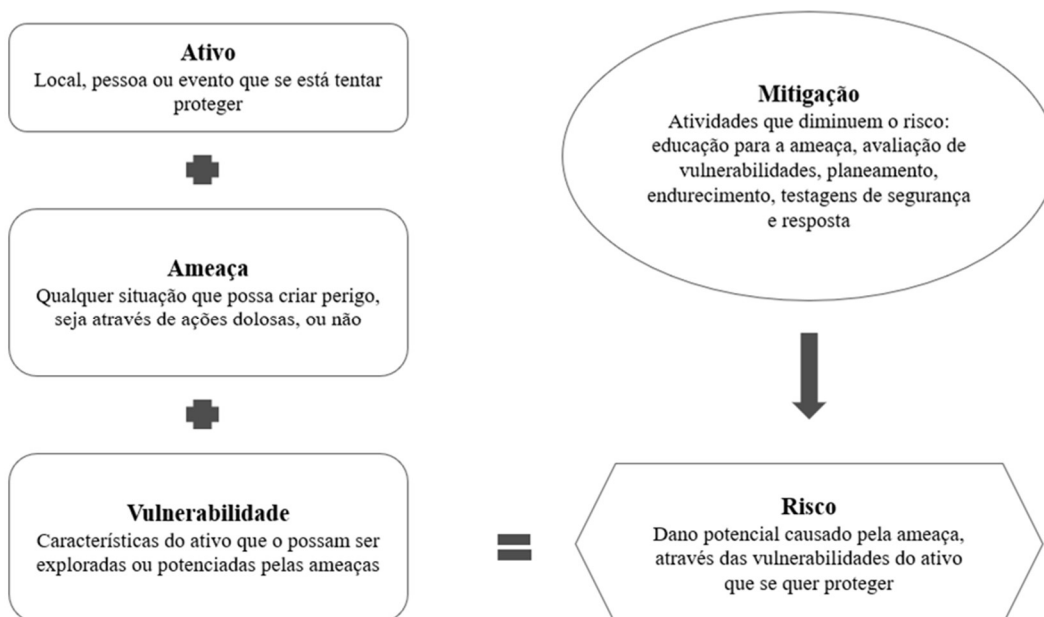 Ativo
Local, pessoa ou evento que se está tentar
proteger
Ameaça
Qualquer situação que possa criar perigo,
seja através de ações dolosas, ou não
Vulnerabilidade
Características do ativo que o possam ser
exploradas ou potenciadas pelas ameaças
Mitigação
Atividades que diminuem o risco:
educação para a ameaça, avaliação de
vulnerabilidades, planeamento,
endurecimento, testagens de segurança
e resposta
Risco
Dano potencial causado pela ameaça,
através das vulnerabilidades do ativo
que se quer proteger